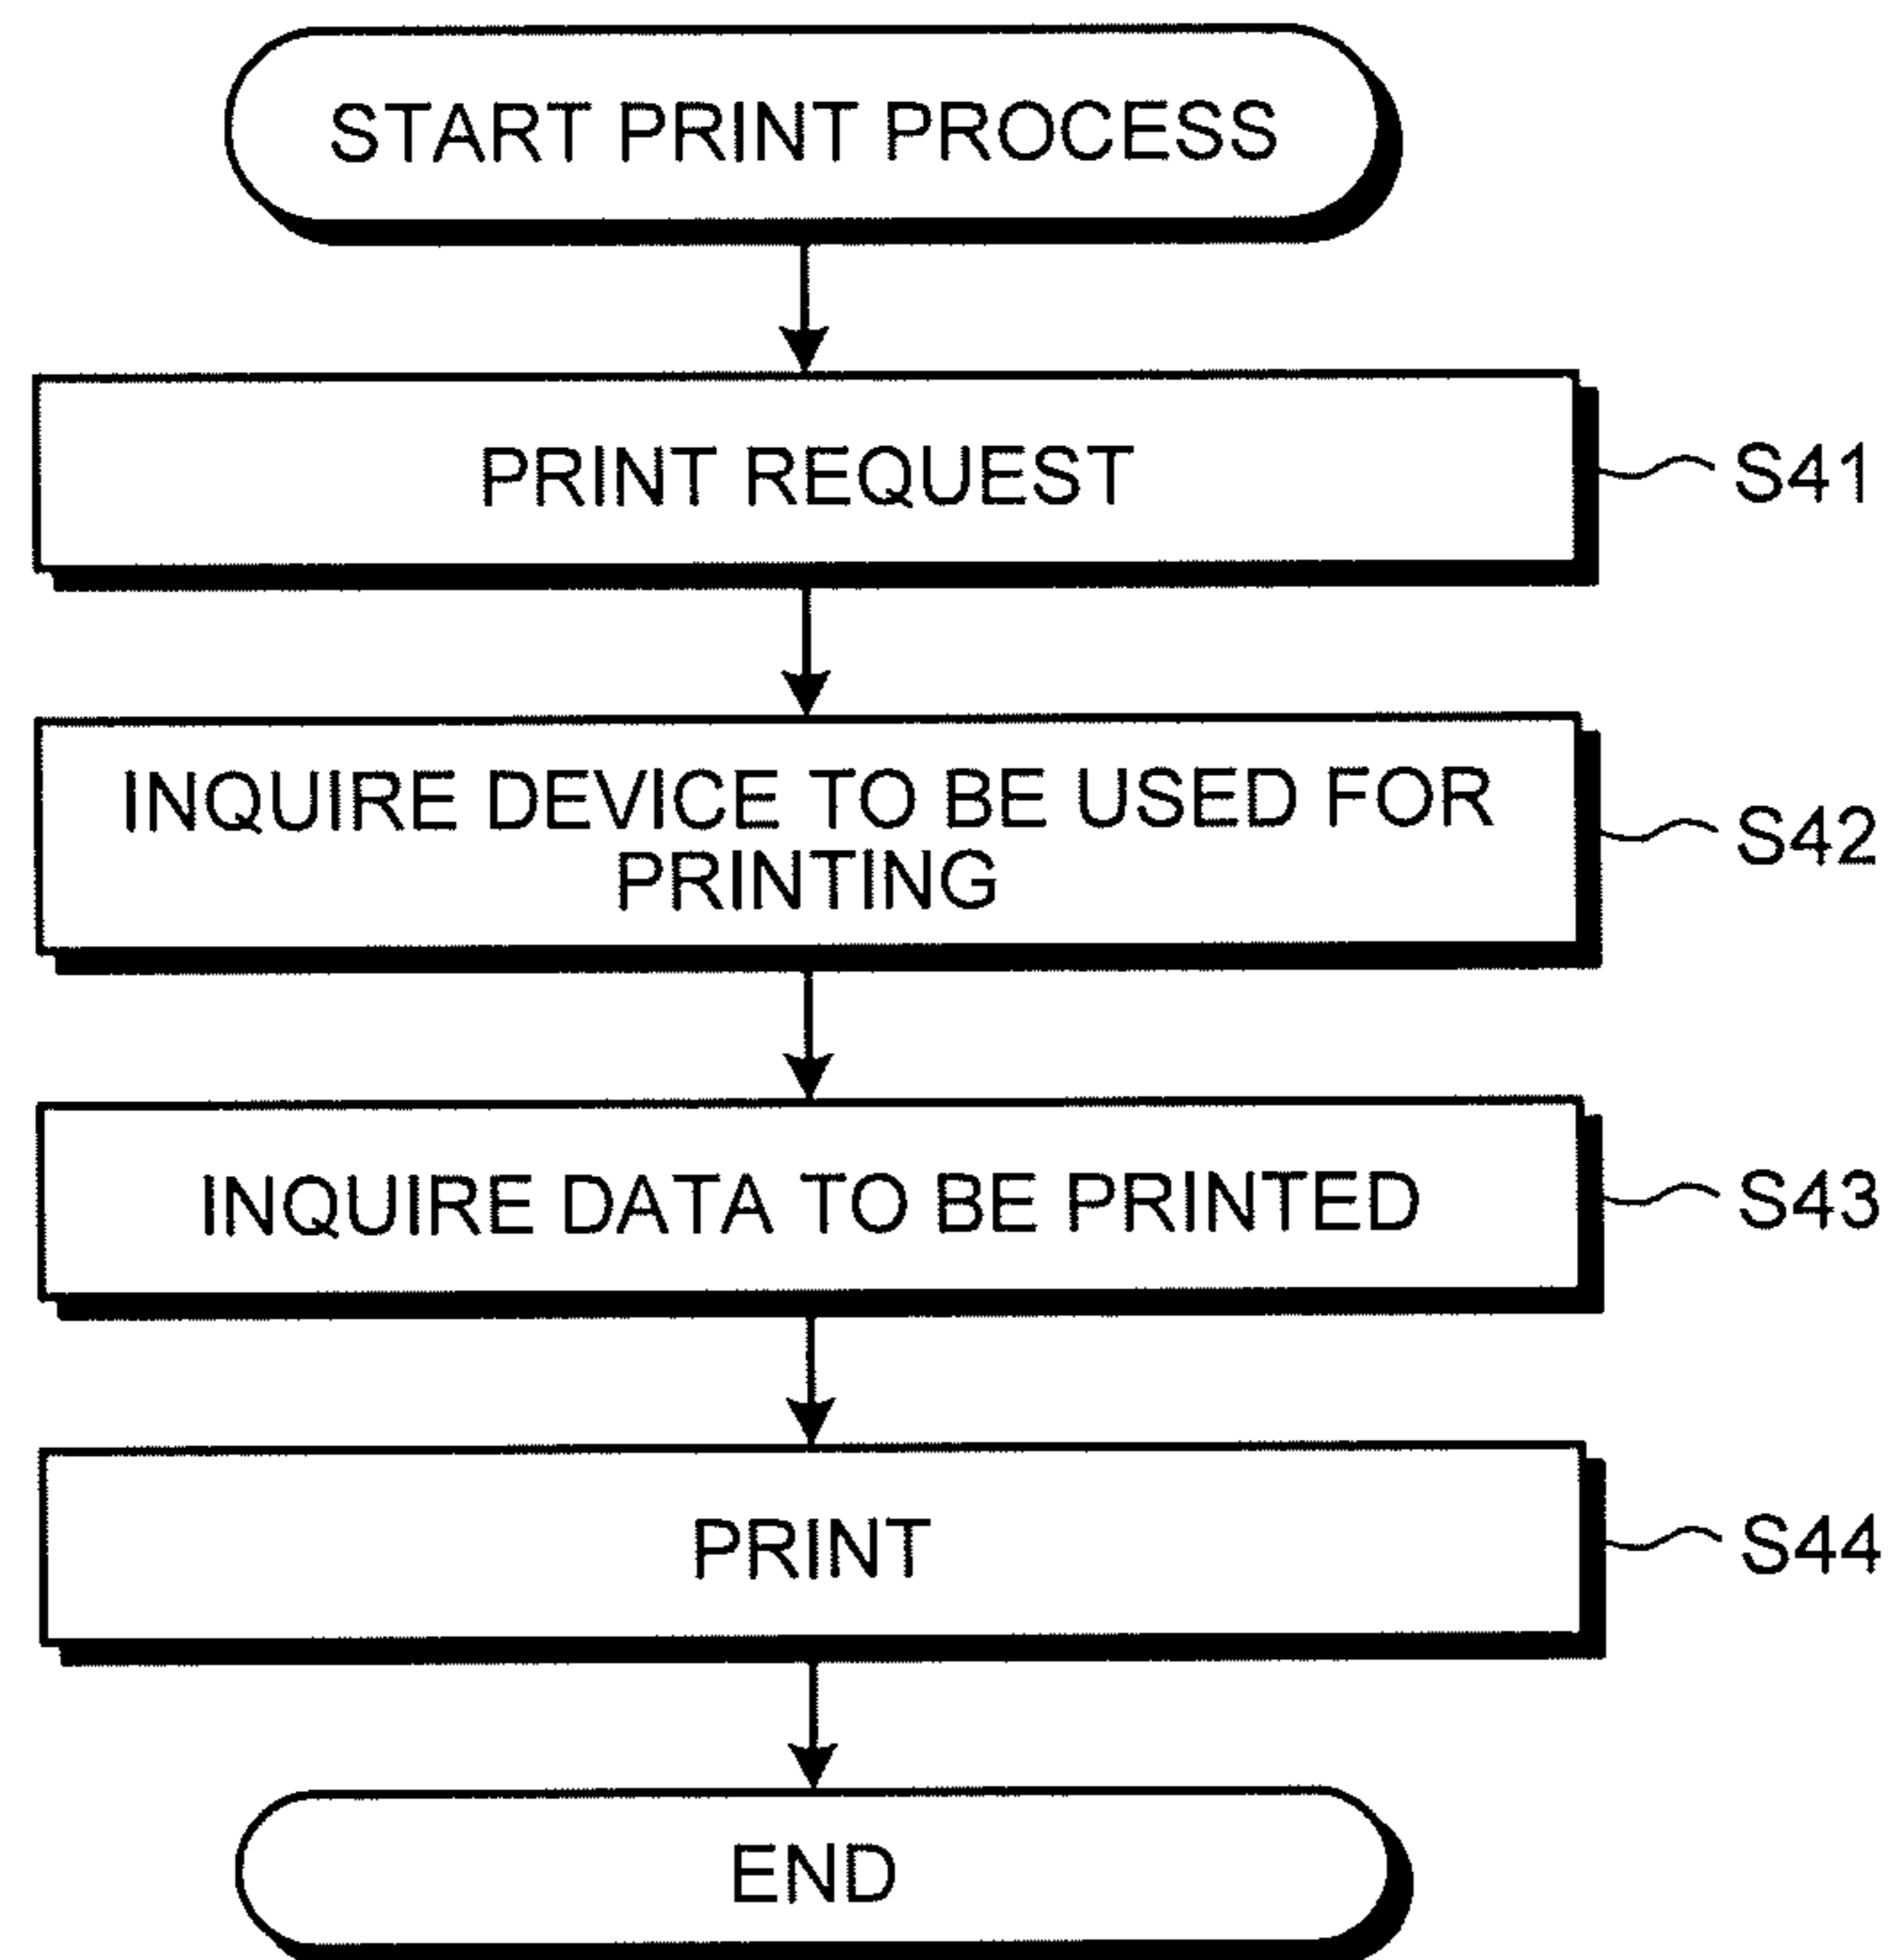 START PRINT PROCESS
PRINT REQUEST
S41
INQUIRE DEVICE TO BE USED FOR
PRINTING
S42
INQUIRE DATA TO BE PRINTED
S43
PRINT
S44
END